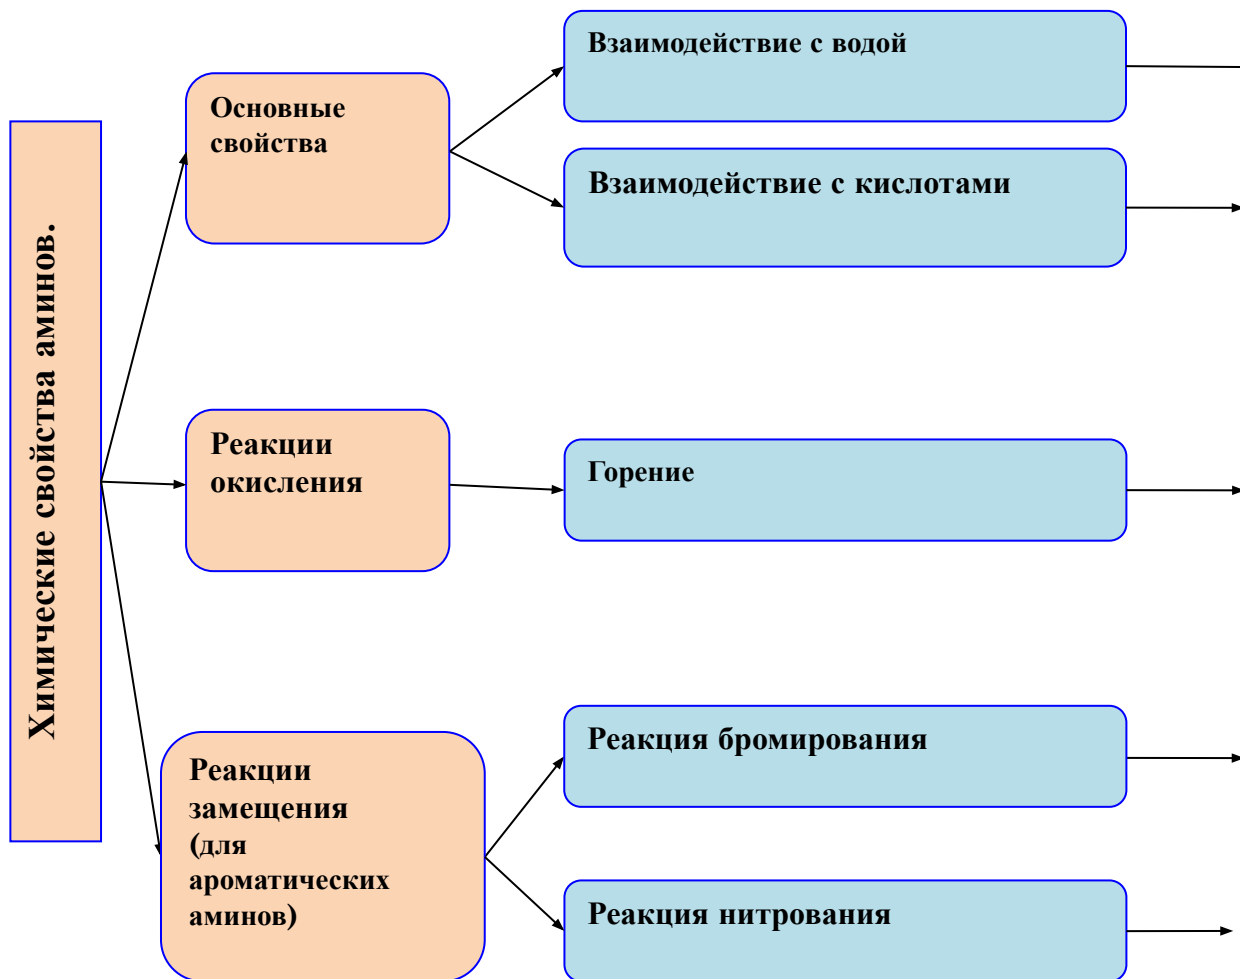 Химические свойства аминов.
Основные
свойства
Взаимодействие с водой
Взаимодействие с кислотами
Реакции
окисления
Горение
Реакции
замещения
(для
ароматических
аминов)
Реакция бромирования
Реакция нитрования